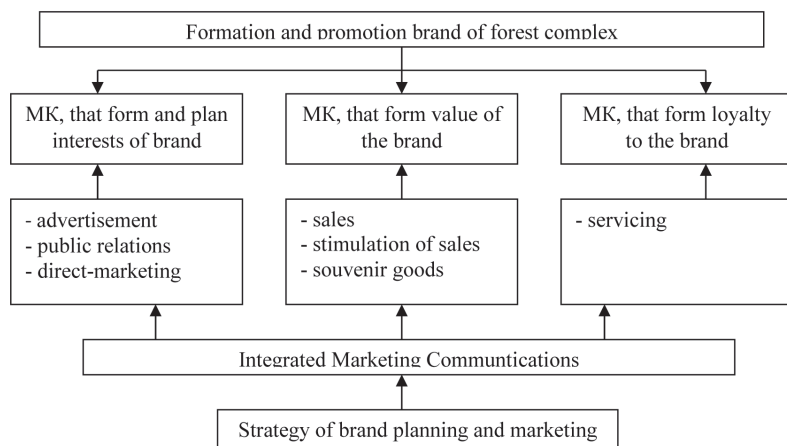 Formation and promotion brand of forest complex
MK, that form and plan
interests of brand
MK, that form value of
the brand
MK, that form loyalty
to the brand
- advertisement
- public relations
- direct-marketing
- sales
- stimulation of sales
- souvenir goods
- servicing
Integrated Marketing Communtications
Strategy of brand planning and marketing